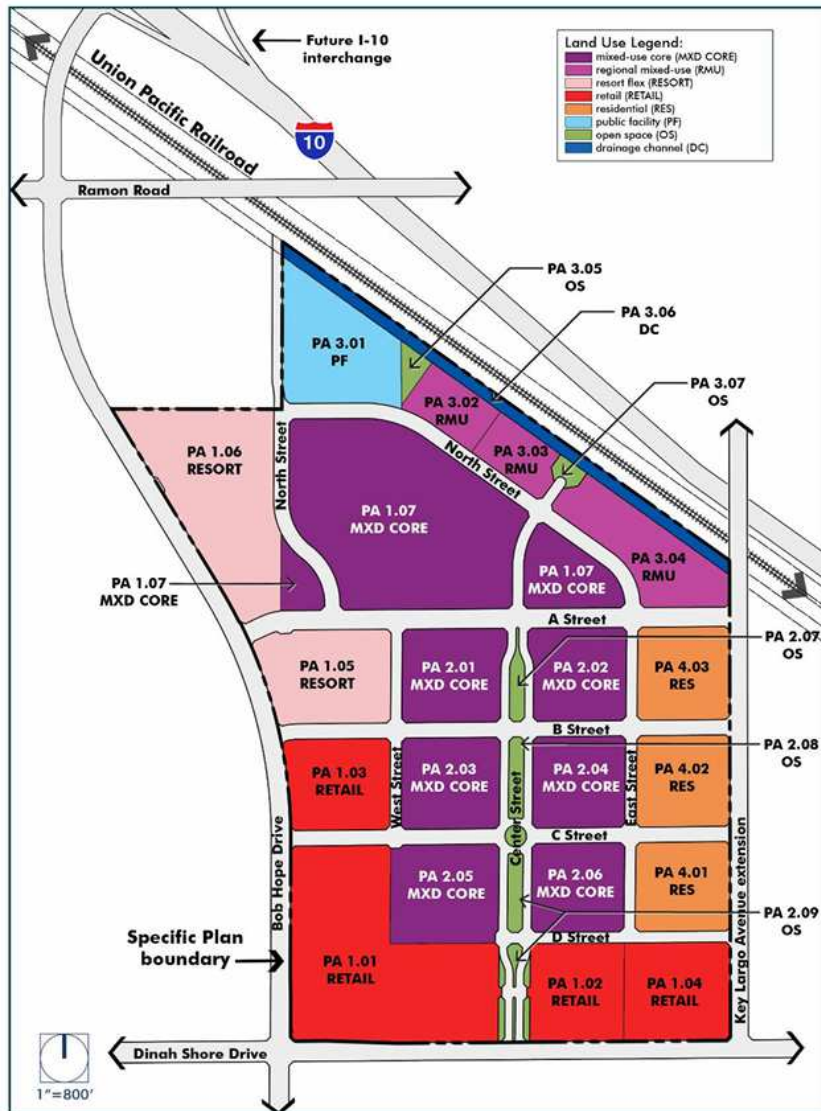 Future I-10
interchange
Land Use Legend:
mixed-use core (MXD CORE)
regional mixed-use (RMU)
resort flex (RESORT)
retail (RETAIL)
residential (RES)
public facility (PF)
open space (OS)
drainage channel (DC)
Union Pacific Railroad
10
Ramon Road
PA 3.05
OS
PA 3.06
DC
PA 3.07
OS
PA 3.01
PF
PA 3.02
RMU
PA 3.03
RMU
North Street
PA 1.06
RESORT
North Street
PA 1.07
MXD CORE
PA 1.07
MXD CORE
PA 1.07
MXD CORE
PA 3.04
RMU
A Street
PA 2.07
OS
PA 1.05
RESORT
PA 2.01
MXD CORE
PA 2.02
MXD CORE
PA 4.03
RES
B Street
PA 2.08
OS
PA 1.03
RETAIL
West Street
PA 2.03
MXD CORE
Center Street
PA 2.04
MXD CORE
East Street
PA 4.02
RES
C Street
Bob Hope Drive
PA 2.05
MXD CORE
PA 2.06
MXD CORE
PA 4.01
RES
PA 2.09
OS
D Street
Key Largo Avenue extension
Specific Plan
boundary
PA 1.01
RETAIL
PA 1.02
RETAIL
PA 1.04
RETAIL
Dinah Shore Drive
1"=800'